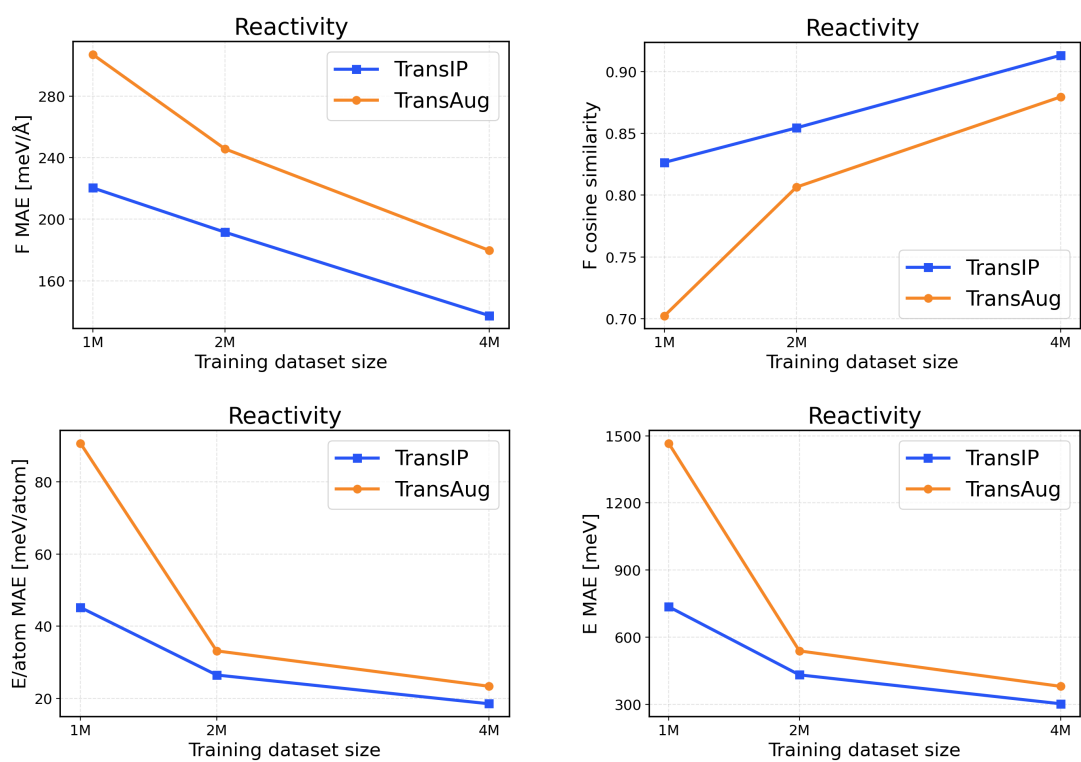 Reactivity
F MAE [meV/Å]
280
240
200
160
TransIP
TransAug
1M
2M
4M
Training dataset size
Reactivity
F cosine similarity
0.90
0.85
0.80
0.75
0.70
TransIP
TransAug
1M
2M
4M
Training dataset size
Reactivity
E/atom MAE [meV/atom]
80
60
40
20
TransIP
TransAug
1M
2M
4M
Training dataset size
Reactivity
E MAE [meV]
1500
1200
900
600
300
TransIP
TransAug
1M
2M
4M
Training dataset size